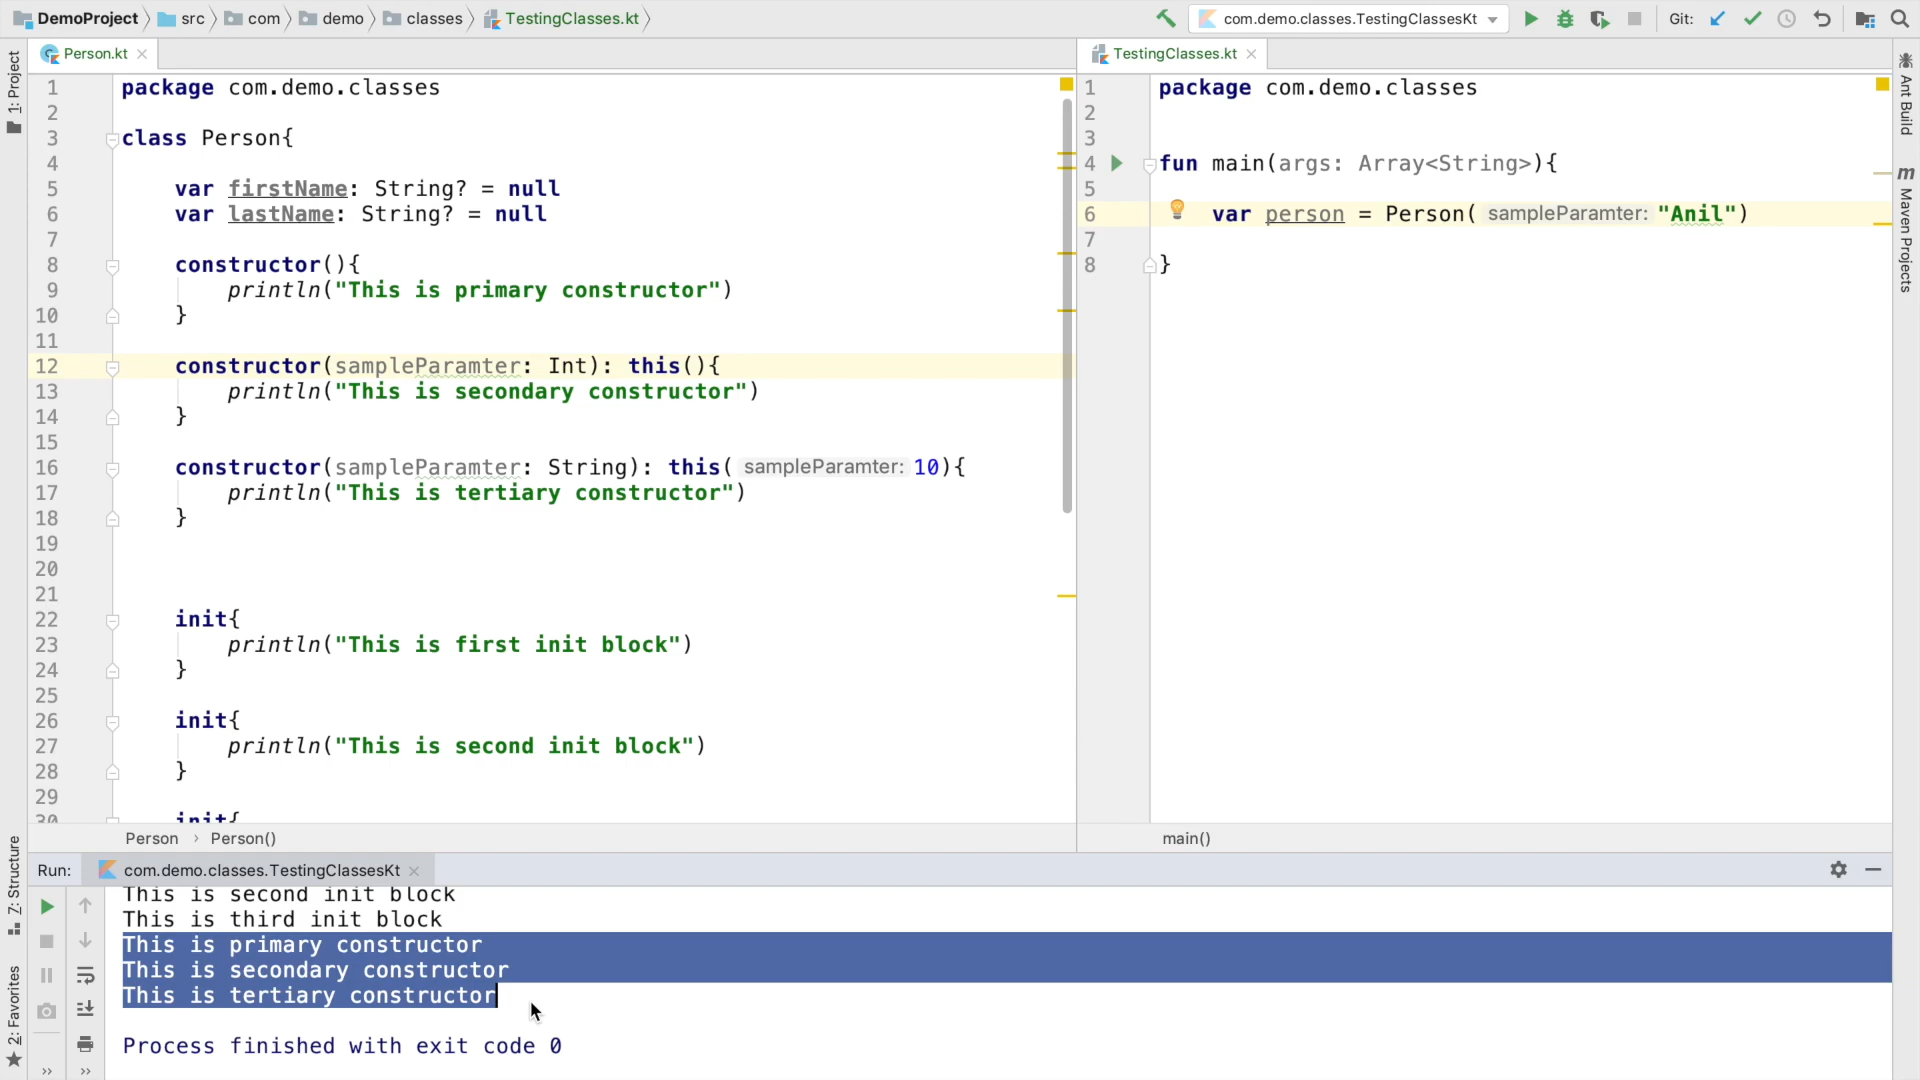 DemoProject src com demo classes TestingClasses.kt com.demo.classes.TestingClassesKt Git:
1: Project
Person.kt
1 package com.demo.classes
2
3 class Person{
4
5 var firstName: String? = null
6 var lastName: String? = null
7
8 constructor(){
9 println("This is primary constructor")
10 }
11
12 constructor(sampleParamter: Int): this(){
13 println("This is secondary constructor")
14 }
15
16 constructor(sampleParamter: String): this( sampleParamter: 10){
17 println("This is tertiary constructor")
18 }
19
20
21
22 init{
23 println("This is first init block")
24 }
25
26 init{
27 println("This is second init block")
28 }
29
30 init{
Person › Person()
TestingClasses.kt
1 package com.demo.classes
2
3
4 fun main(args: Array<String>){
5
6 var person = Person( sampleParamter: "Anil")
7
8 }
main()
Ant Build
m Maven Projects
7: Structure
2: Favorites
Run: com.demo.classes.TestingClassesKt
This is second init block
This is third init block
This is primary constructor
This is secondary constructor
This is tertiary constructor
Process finished with exit code 0